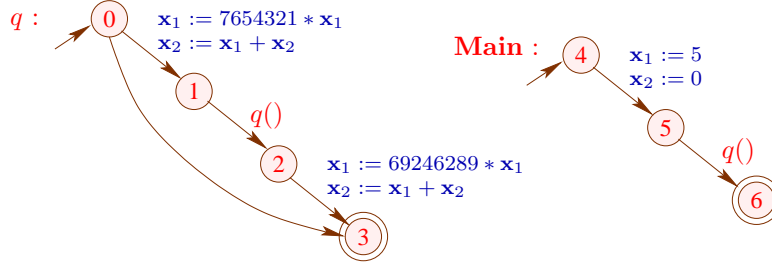 q :
0
x₁ := 7654321 * x₁
x₂ := x₁ + x₂
1
q()
2
x₁ := 69246289 * x₁
x₂ := x₁ + x₂
3
Main :
4
x₁ := 5
x₂ := 0
5
q()
6